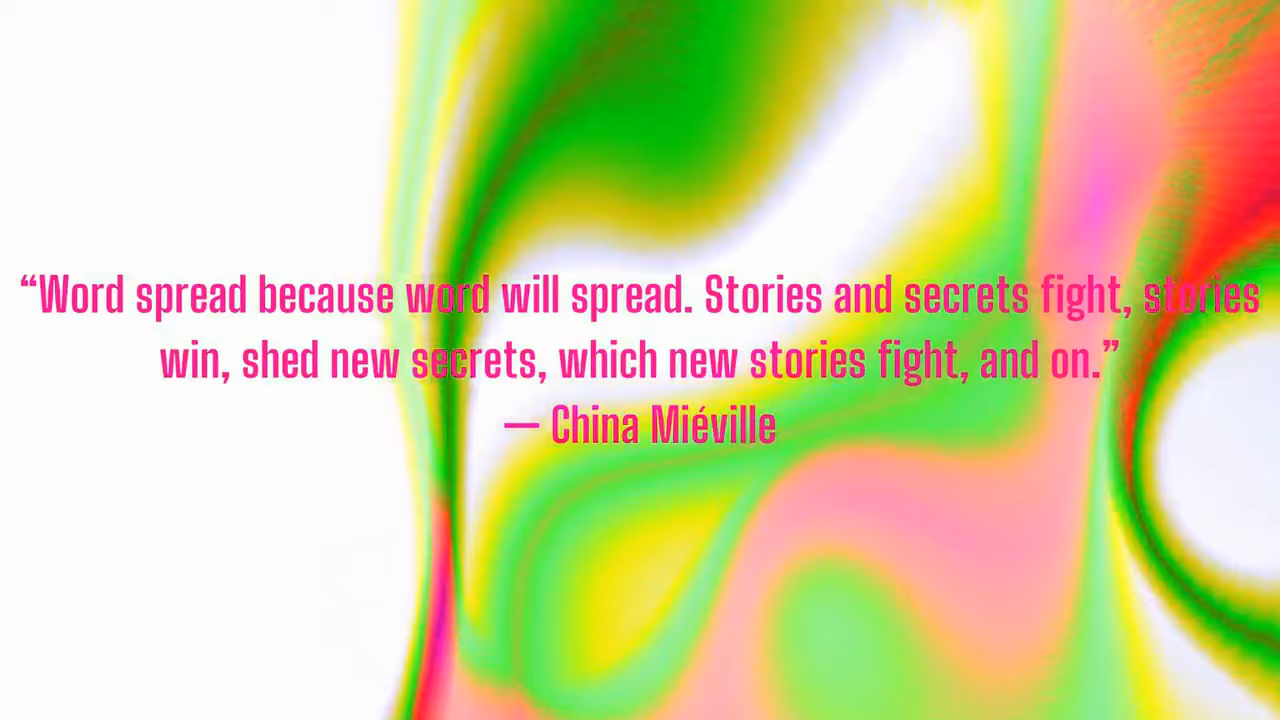 “Word spread because word will spread. Stories and secrets fight, stories
win, shed new secrets, which new stories fight, and on.”
— China Miéville